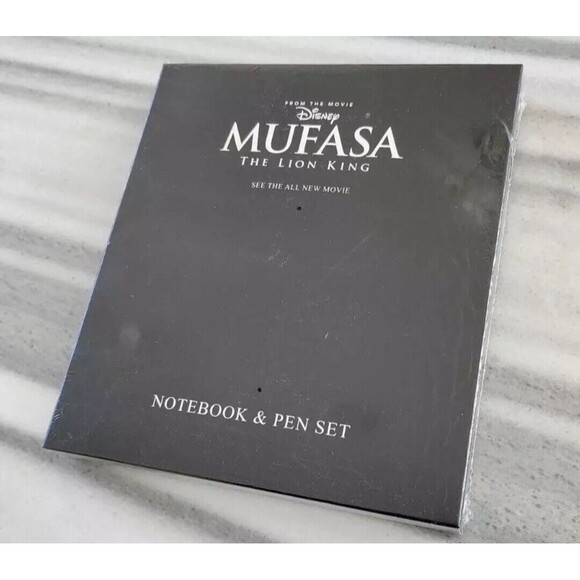 FROM THE MOVIE
Disney
MUFASA
THE LION KING
SEE THE ALL NEW MOVIE
NOTEBOOK & PEN SET